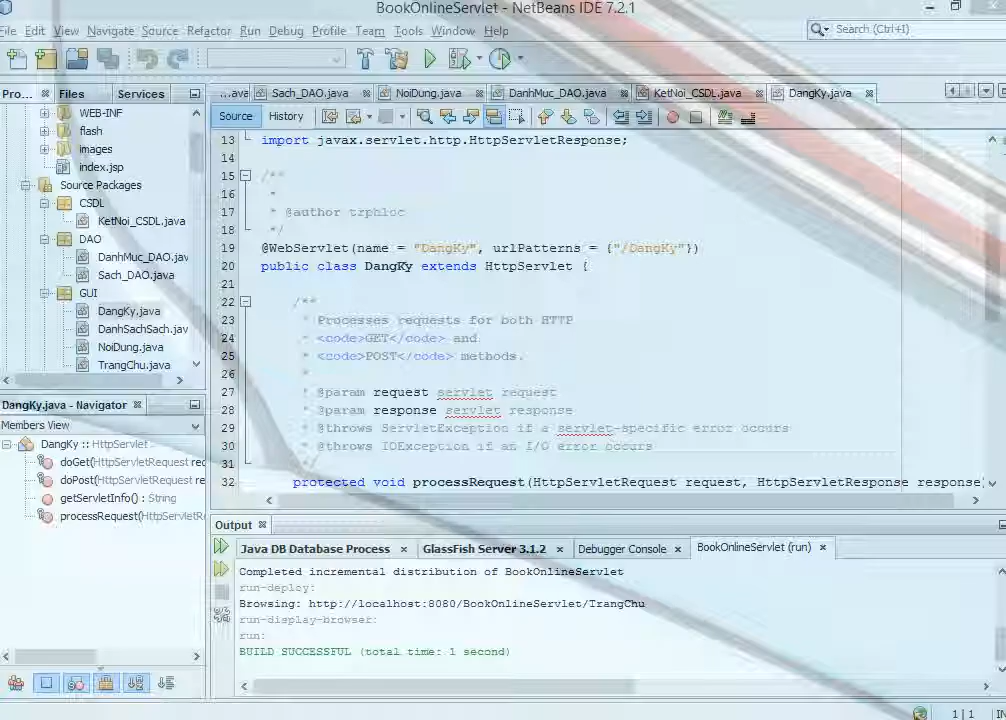 BookOnlineServlet - NetBeans IDE 7.2.1
File Edit View Navigate Source Refactor Run Debug Profile Team Tools Window Help
Search (Ctrl+I)
Pro... Files Services
WEB-INF
flash
images
index.jsp
Source Packages
CSDL
KetNoi_CSDL.java
DAO
DanhMuc_DAO.jav
Sach_DAO.java
GUI
DangKy.java
DanhSachSach.jav
NoiDung.java
TrangChu.java
DangKy.java - Navigator
Members View
DangKy :: HttpServlet
doGet(HttpServletRequest req
doPost(HttpServletRequest re
getServletInfo() : String
processRequest(HttpServletR
...ava Sach_DAO.java NoiDung.java DanhMuc_DAO.java KetNoi_CSDL.java DangKy.java
Source History
13 import javax.servlet.http.HttpServletResponse;
14
15 /**
16 *
17 * @author trphloc
18 */
19 @WebServlet(name = "DangKy", urlPatterns = {"/DangKy"})
20 public class DangKy extends HttpServlet {
21
22 /**
23 * Processes requests for both HTTP
24 * <code>GET</code> and
25 * <code>POST</code> methods.
26 *
27 * @param request servlet request
28 * @param response servlet response
29 * @throws ServletException if a servlet-specific error occurs
30 * @throws IOException if an I/O error occurs
31 */
32 protected void processRequest(HttpServletRequest request, HttpServletResponse response)
Output
Java DB Database Process GlassFish Server 3.1.2 Debugger Console BookOnlineServlet (run)
Completed incremental distribution of BookOnlineServlet
run-deploy:
Browsing: http://localhost:8080/BookOnlineServlet/TrangChu
run-display-browser:
run:
BUILD SUCCESSFUL (total time: 1 second)
1 | 1 IN